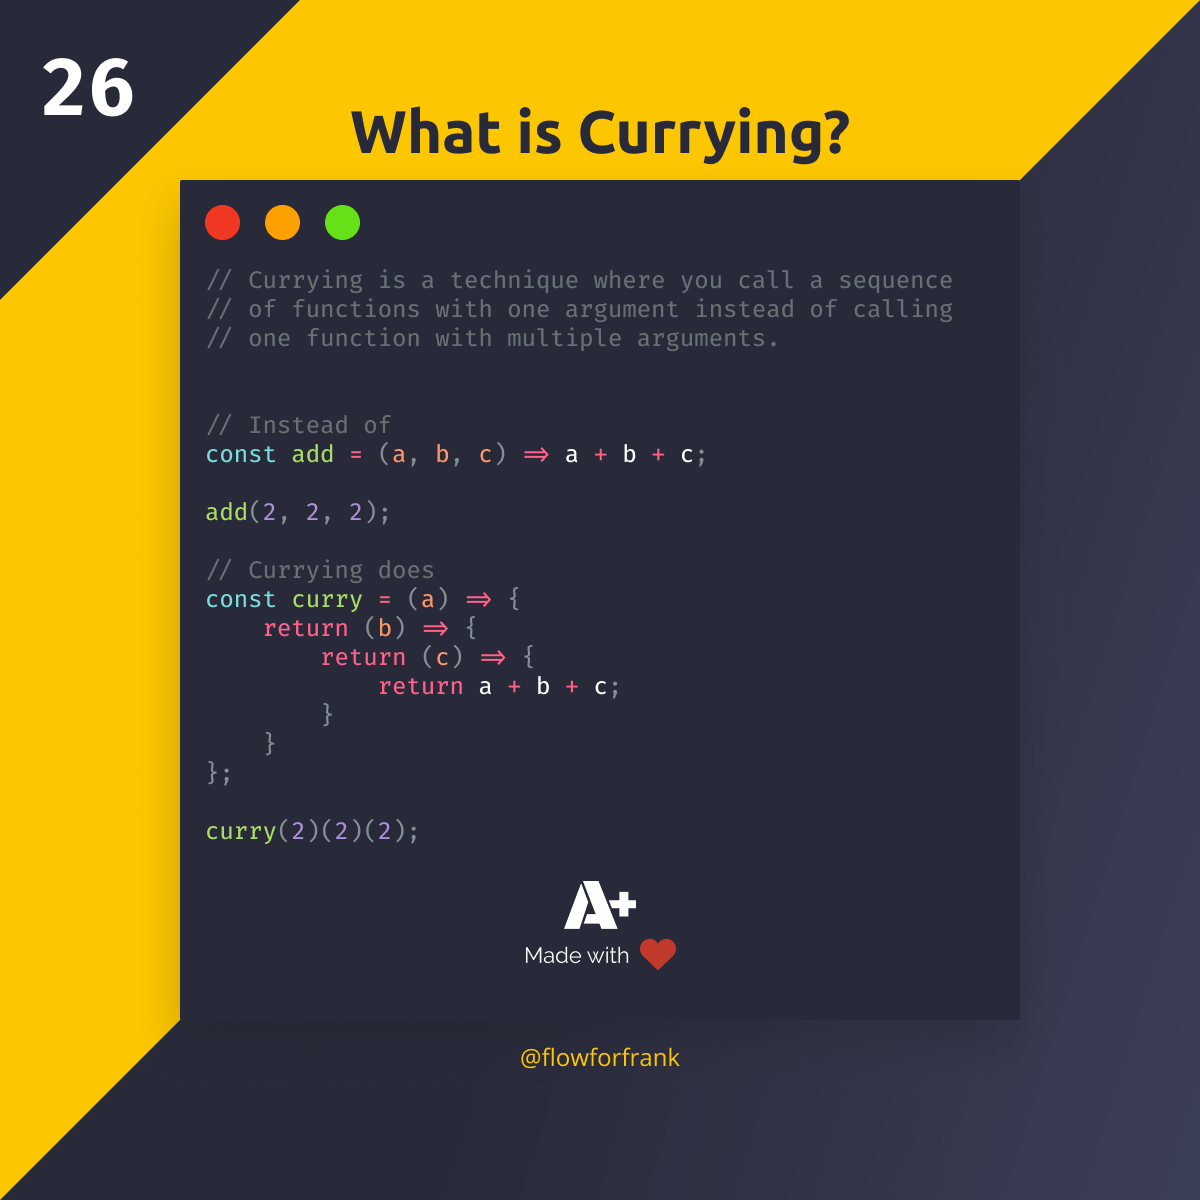 26
What is Currying?
// Currying is a technique where you call a sequence
// of functions with one argument instead of calling
// one function with multiple arguments.
// Instead of
const add = (a, b, c) => a + b + c;
add(2, 2, 2);
// Currying does
const curry = (a) => {
    return (b) => {
        return (c) => {
            return a + b + c;
        }
    }
};
curry(2)(2)(2);
A+
Made with
@flowforfrank